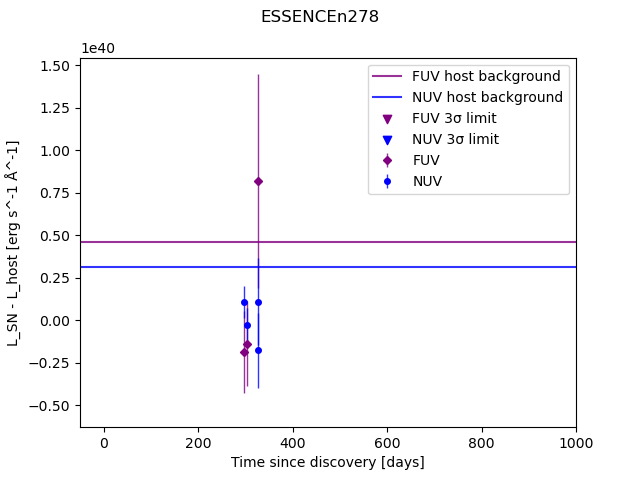 ESSENCEn278
1e40
L_SN - L_host [erg s^-1 Å^-1]
1.50
1.25
1.00
0.75
0.50
0.25
0.00
−0.25
−0.50
FUV host background
NUV host background
FUV 3σ limit
NUV 3σ limit
FUV
NUV
0 200 400 600 800 1000
Time since discovery [days]